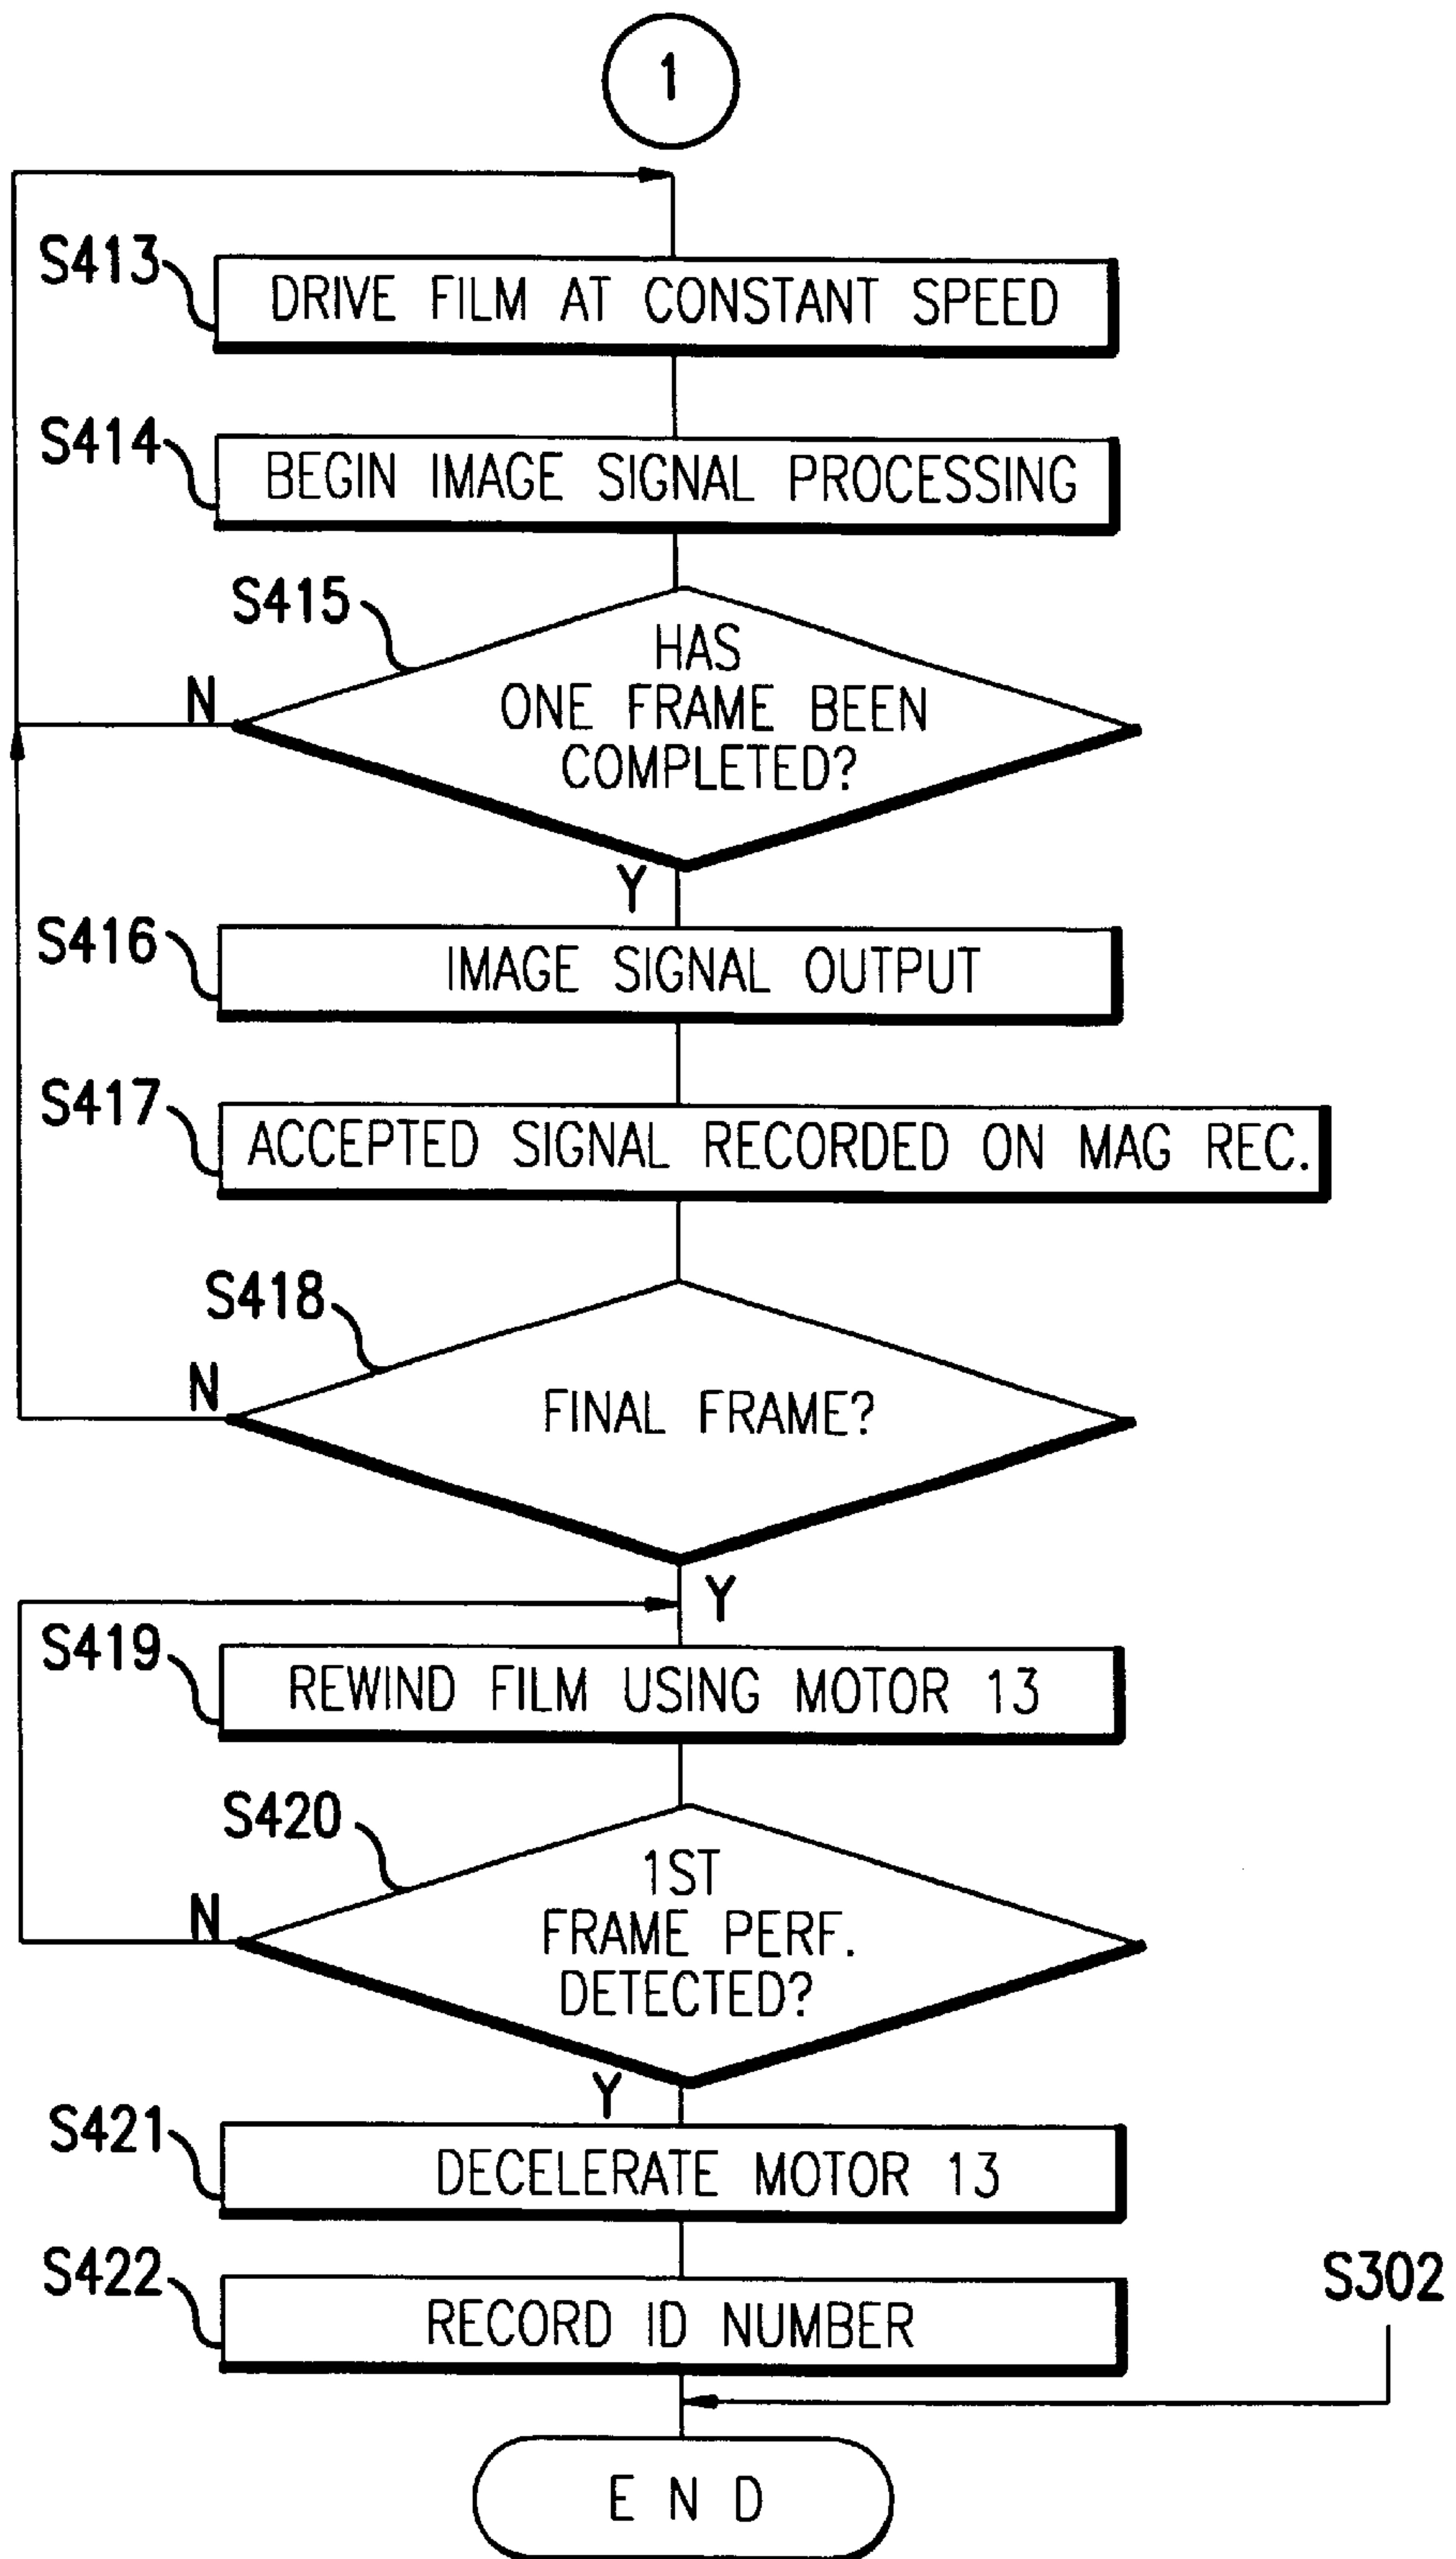 1
S413
DRIVE FILM AT CONSTANT SPEED
S414
BEGIN IMAGE SIGNAL PROCESSING
S415
HAS
ONE FRAME BEEN
COMPLETED?
N
Y
S416
IMAGE SIGNAL OUTPUT
S417
ACCEPTED SIGNAL RECORDED ON MAG REC.
S418
FINAL FRAME?
N
Y
S419
REWIND FILM USING MOTOR 13
S420
1ST
FRAME PERF.
DETECTED?
N
Y
S421
DECELERATE MOTOR 13
S422
RECORD ID NUMBER
S302
END